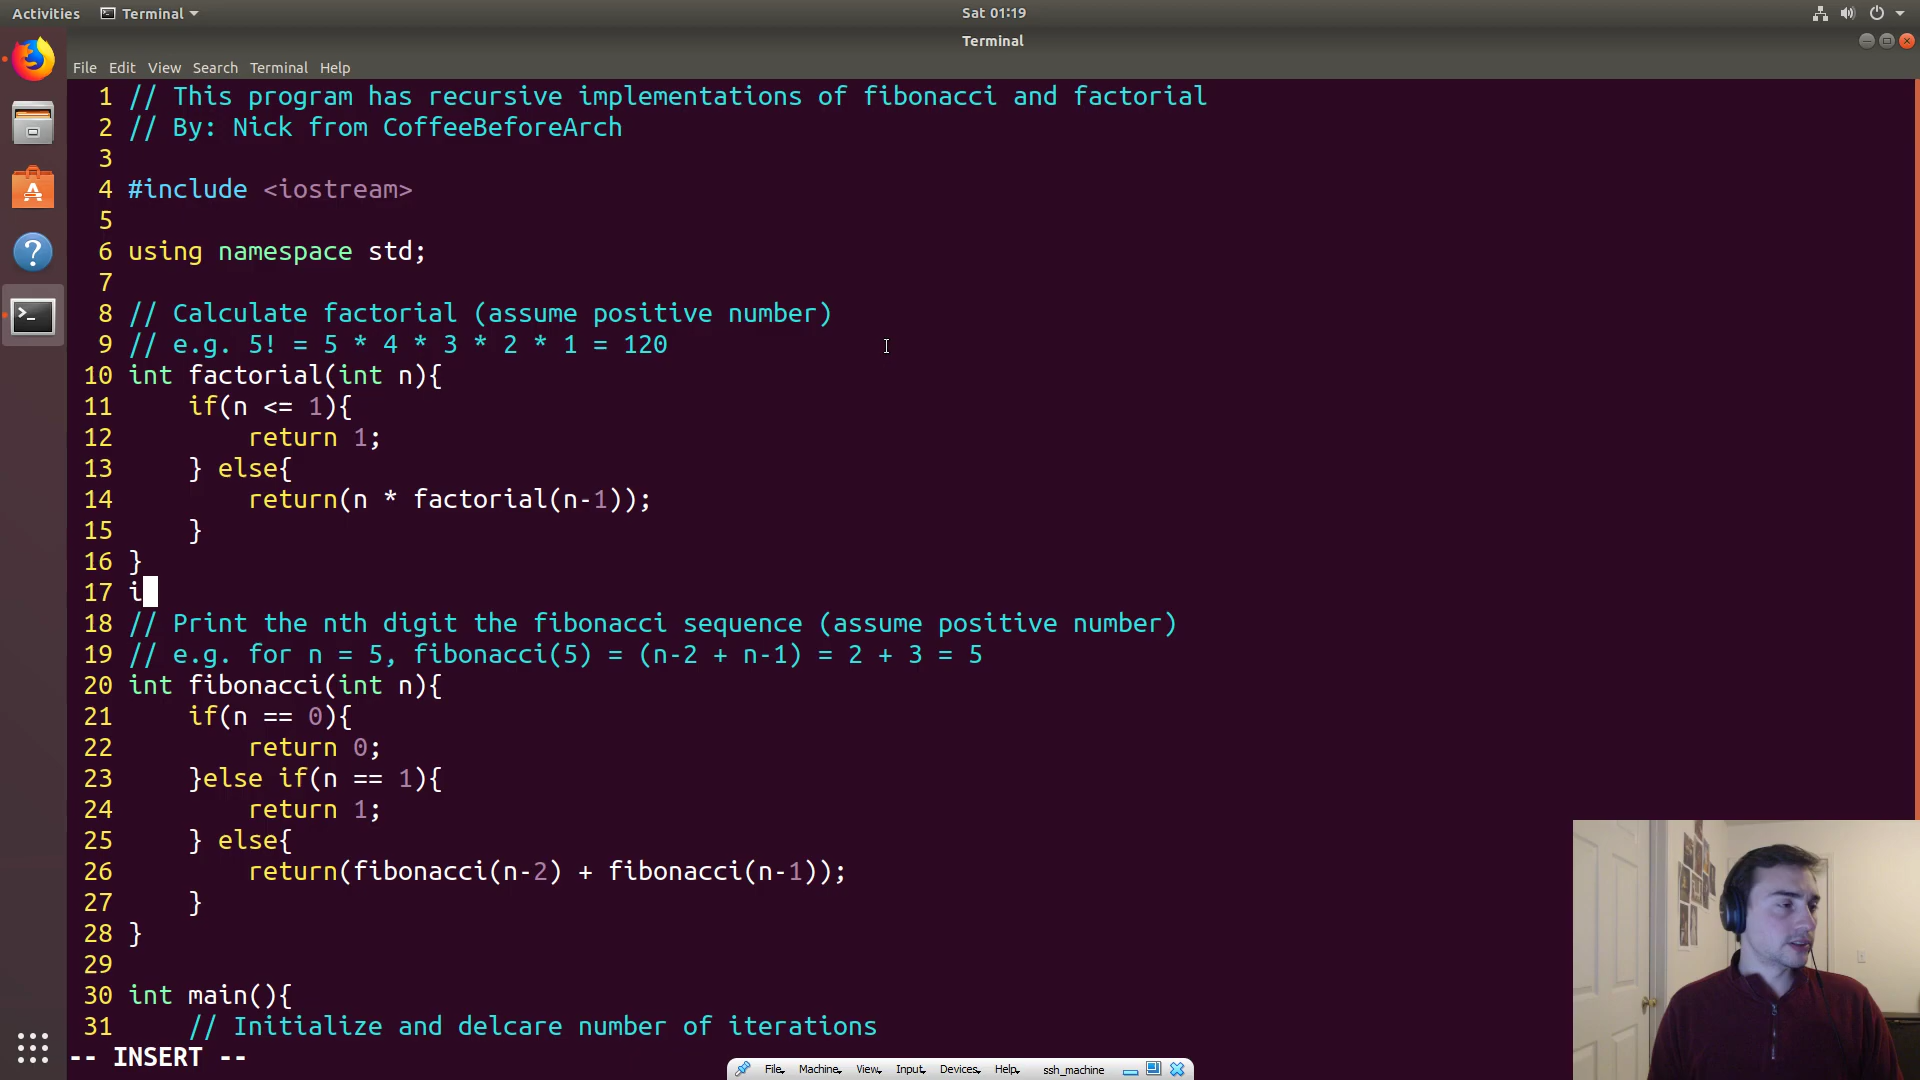 Activities Terminal Sat 01:19
Terminal
File Edit View Search Terminal Help
1 // This program has recursive implementations of fibonacci and factorial
2 // By: Nick from CoffeeBeforeArch
3
4 #include <iostream>
5
6 using namespace std;
7
8 // Calculate factorial (assume positive number)
9 // e.g. 5! = 5 * 4 * 3 * 2 * 1 = 120
10 int factorial(int n){
11     if(n <= 1){
12         return 1;
13     } else{
14         return(n * factorial(n-1));
15     }
16 }
17 i
18 // Print the nth digit the fibonacci sequence (assume positive number)
19 // e.g. for n = 5, fibonacci(5) = (n-2 + n-1) = 2 + 3 = 5
20 int fibonacci(int n){
21     if(n == 0){
22         return 0;
23     }else if(n == 1){
24         return 1;
25     } else{
26         return(fibonacci(n-2) + fibonacci(n-1));
27     }
28 }
29
30 int main(){
31     // Initialize and delcare number of iterations
-- INSERT --
File Machine View Input Devices Help ssh_machine